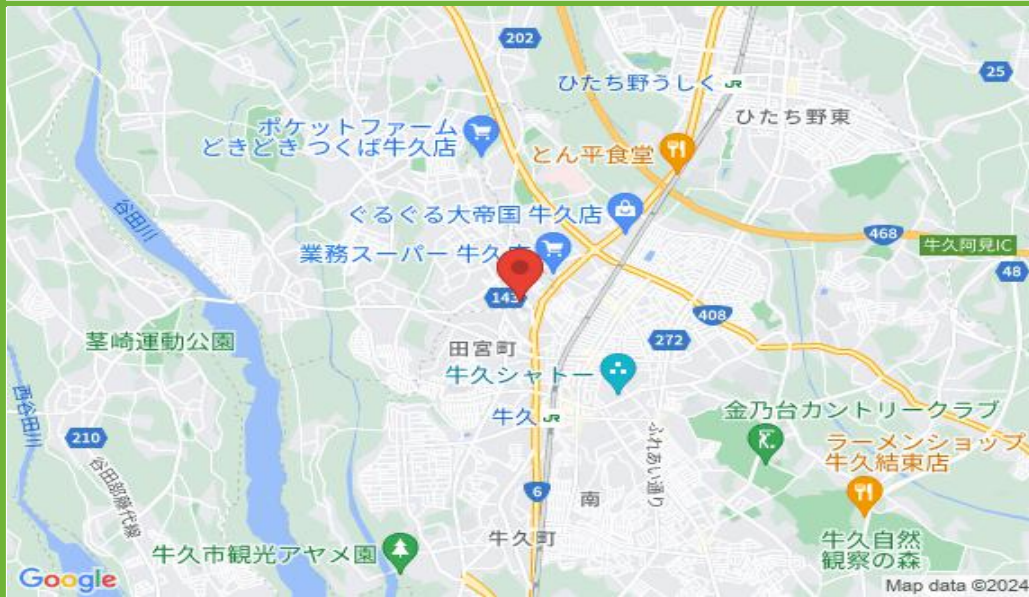 202
25
ひたち野うしく JR
ひたち野東
ポケットファーム
どきどき つくば牛久店
とん平食堂
谷田川
ぐるぐる大帝国 牛久店
468
牛久阿見IC
業務スーパー 牛久
48
143
408
茎崎運動公園
田宮町
272
牛久シャトー
西谷田川
牛久 JR
金乃台カントリークラブ
210
ふれあい通り
ラーメンショップ
牛久結束店
谷田部藤代線
6
南
牛久町
牛久自然
観察の森
牛久市観光アヤメ園
Google
Map data ©2024